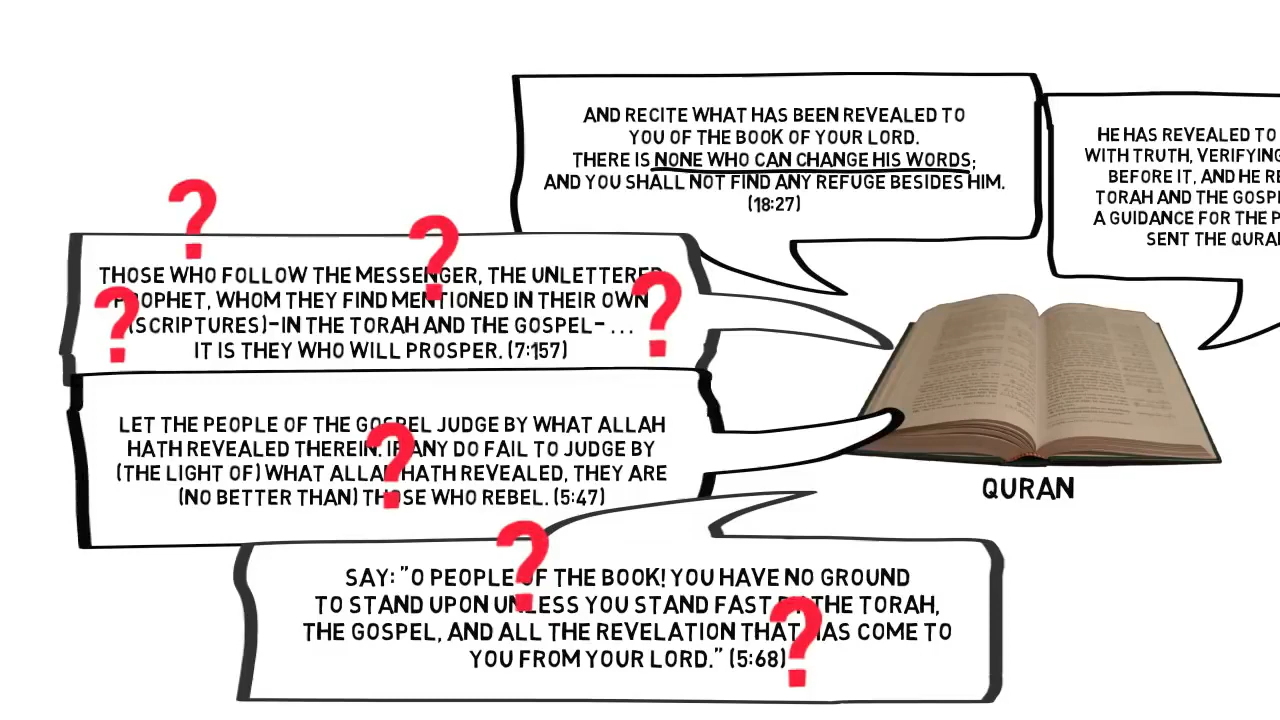 AND RECITE WHAT HAS BEEN REVEALED TO
YOU OF THE BOOK OF YOUR LORD.
THERE IS NONE WHO CAN CHANGE HIS WORDS;
AND YOU SHALL NOT FIND ANY REFUGE BESIDES HIM.
(18:27)
HE HAS REVEALED TO
WITH TRUTH, VERIFYING
BEFORE IT, AND HE RE
TORAH AND THE GOSP
A GUIDANCE FOR THE P
SENT THE QURA
THOSE WHO FOLLOW THE MESSENGER, THE UNLETTERED
PROPHET, WHOM THEY FIND MENTIONED IN THEIR OWN
(SCRIPTURES)-IN THE TORAH AND THE GOSPEL- ...
IT IS THEY WHO WILL PROSPER. (7:157)
LET THE PEOPLE OF THE GOSPEL JUDGE BY WHAT ALLAH
HATH REVEALED THEREIN. IF ANY DO FAIL TO JUDGE BY
(THE LIGHT OF) WHAT ALLAH HATH REVEALED, THEY ARE
(NO BETTER THAN) THOSE WHO REBEL. (5:47)
QURAN
SAY: "O PEOPLE OF THE BOOK! YOU HAVE NO GROUND
TO STAND UPON UNLESS YOU STAND FAST BY THE TORAH,
THE GOSPEL, AND ALL THE REVELATION THAT HAS COME TO
YOU FROM YOUR LORD." (5:68)
? ? ? ? ? ? ?